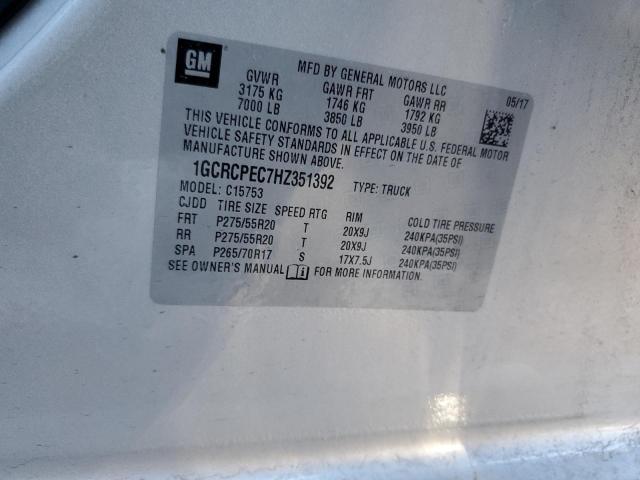 GM
MFD BY GENERAL MOTORS LLC
GVWR GAWR FRT GAWR RR 05/17
3175 KG 1746 KG 1792 KG
7000 LB 3850 LB 3950 LB
THIS VEHICLE CONFORMS TO ALL APPLICABLE U.S. FEDERAL MOTOR
VEHICLE SAFETY STANDARDS IN EFFECT ON THE DATE OF
MANUFACTURE SHOWN ABOVE.
1GCRCPEC7HZ351392 TYPE: TRUCK
MODEL: C15753
CJDD TIRE SIZE SPEED RTG RIM COLD TIRE PRESSURE
FRT P275/55R20 T 20X9J 240KPA(35PSI)
RR P275/55R20 T 20X9J 240KPA(35PSI)
SPA P265/70R17 S 17X7.5J 240KPA(35PSI)
SEE OWNER'S MANUAL FOR MORE INFORMATION